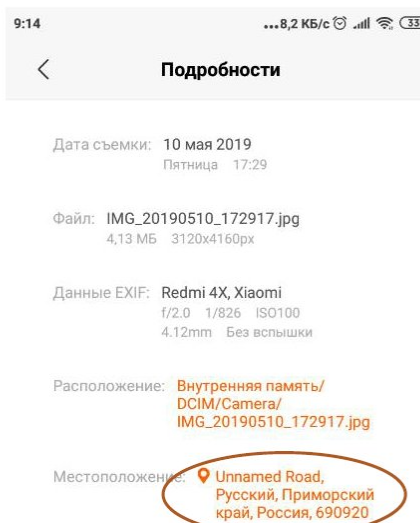 9:14 ...8,2 КБ/с 33
Подробности
Дата съемки: 10 мая 2019
Пятница 17:29
Файл: IMG_20190510_172917.jpg
4,13 МБ 3120x4160px
Данные EXIF: Redmi 4X, Xiaomi
f/2.0 1/826 ISO100
4.12mm Без вспышки
Расположение: Внутренняя память/
DCIM/Camera/
IMG_20190510_172917.jpg
Местоположение: Unnamed Road,
Русский, Приморский
край, Россия, 690920